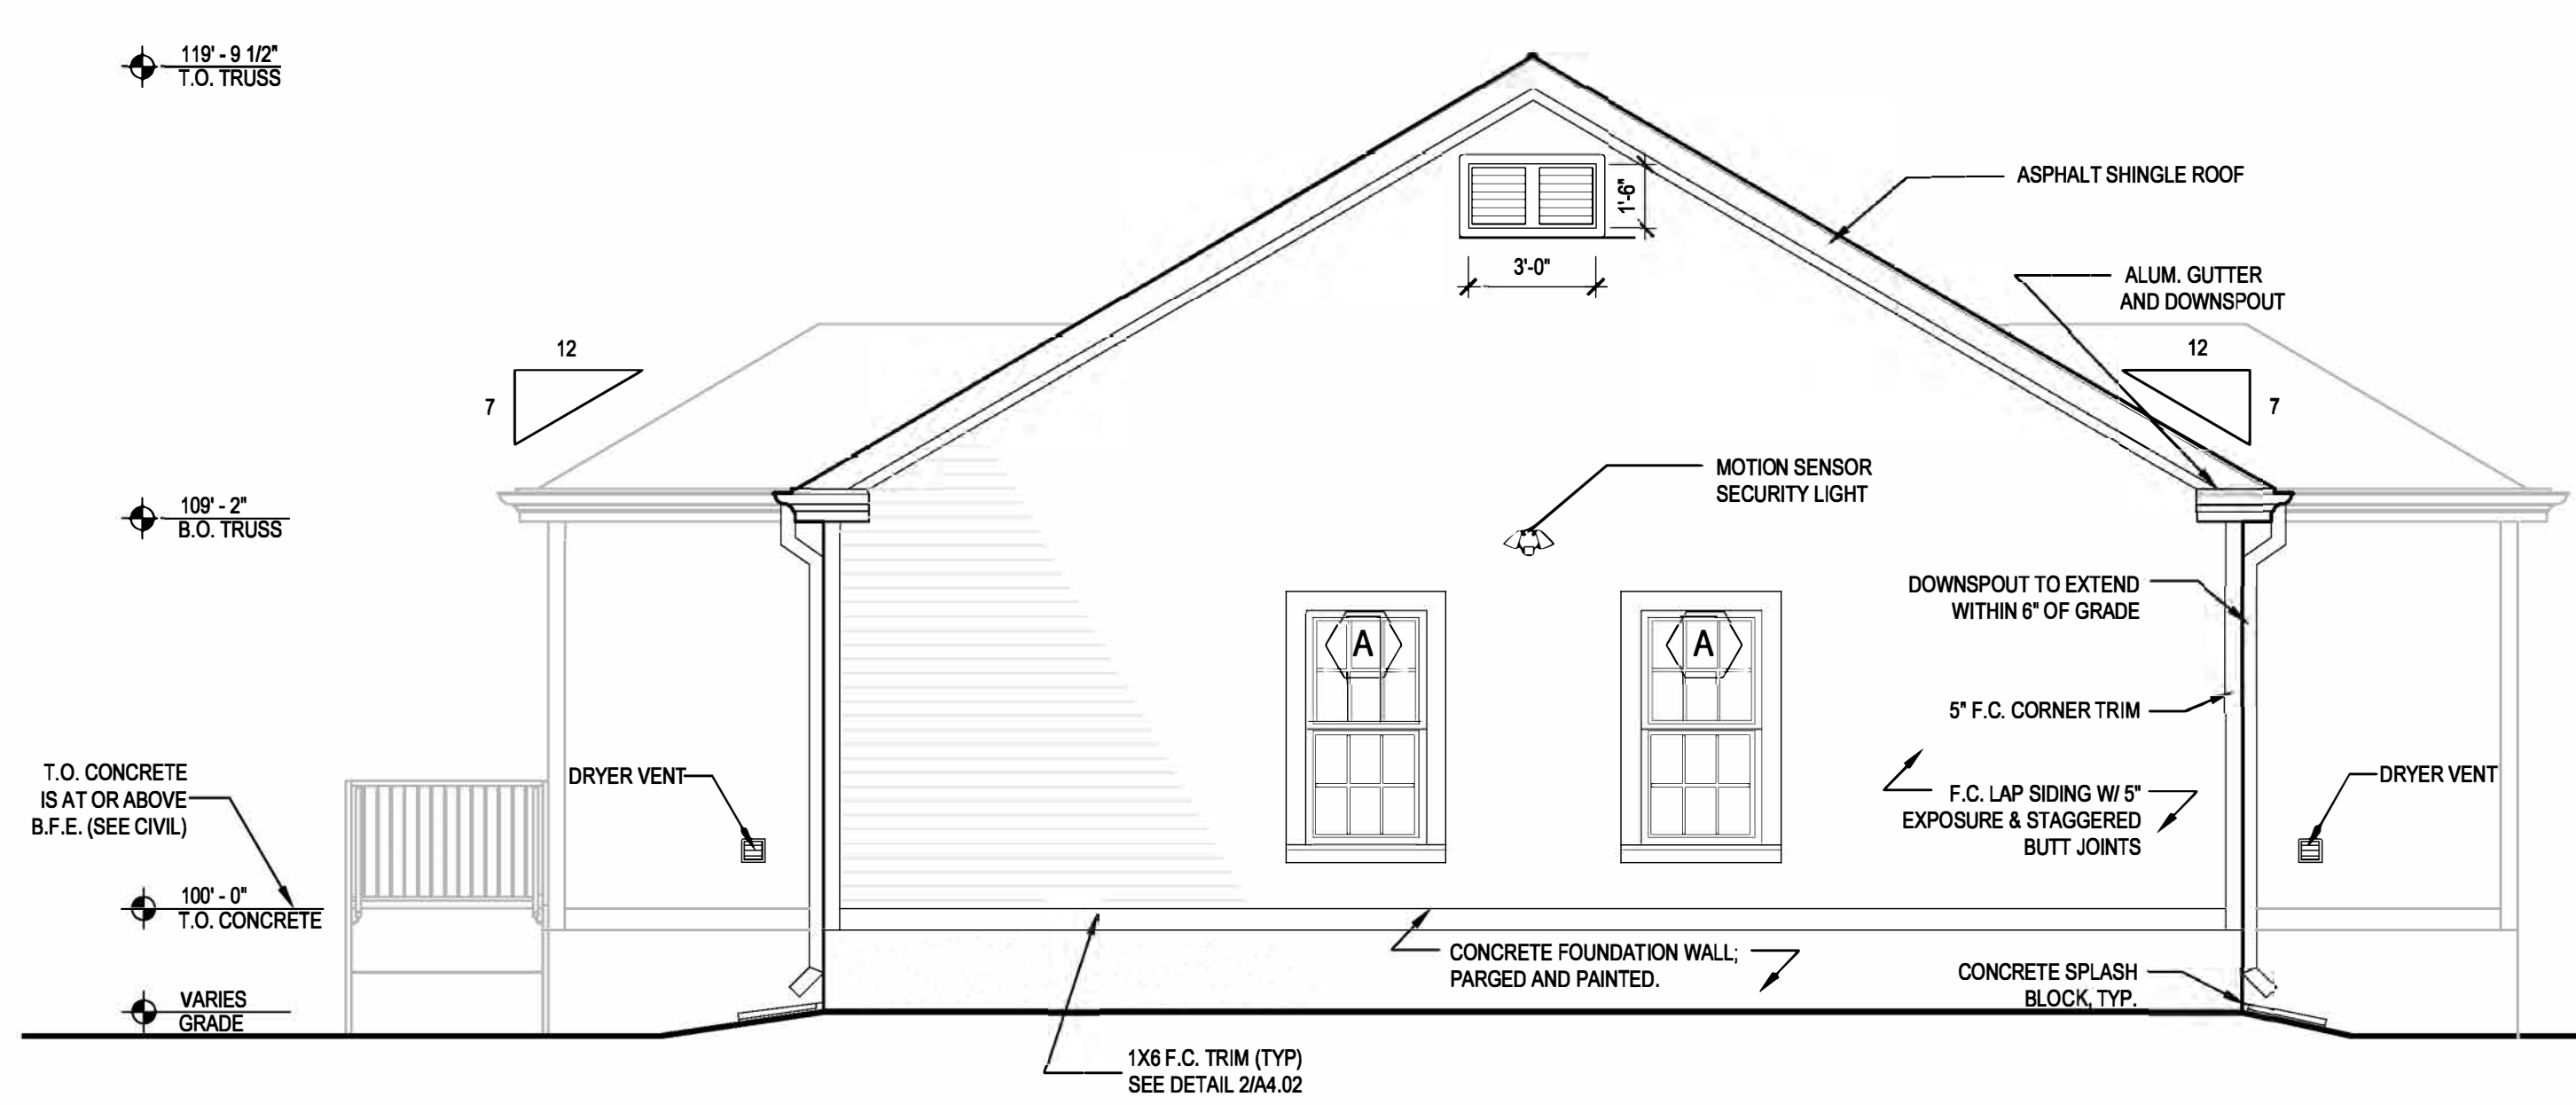 119' - 9 1/2"
T.O. TRUSS
1'-6"
3'-0"
ASPHALT SHINGLE ROOF
ALUM. GUTTER
AND DOWNSPOUT
12
7
12
7
109' - 2"
B.O. TRUSS
MOTION SENSOR
SECURITY LIGHT
DOWNSPOUT TO EXTEND
WITHIN 6" OF GRADE
A
A
5" F.C. CORNER TRIM
T.O. CONCRETE
IS AT OR ABOVE
B.F.E. (SEE CIVIL)
DRYER VENT
F.C. LAP SIDING W/ 5"
EXPOSURE & STAGGERED
BUTT JOINTS
DRYER VENT
100' - 0"
T.O. CONCRETE
CONCRETE FOUNDATION WALL;
PARGED AND PAINTED.
CONCRETE SPLASH
BLOCK, TYP.
VARIES
GRADE
1X6 F.C. TRIM (TYP)
SEE DETAIL 2/A4.02